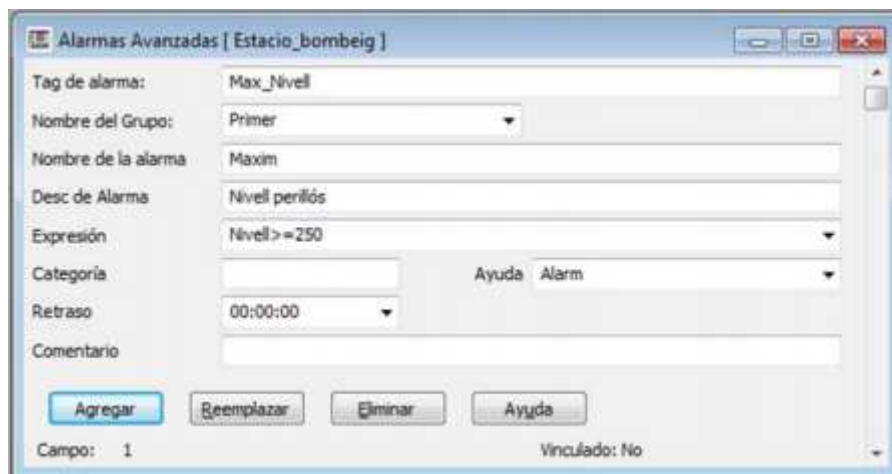 Alarmas Avanzadas [ Estacio_bombeig ]
Tag de alarma: Max_Nivell
Nombre del Grupo: Primer
Nombre de la alarma Maxim
Desc de Alarma Nivell perillós
Expresión Nivell>=250
Categoría Ayuda Alarm
Retraso 00:00:00
Comentario
Agregar Reemplazar Eliminar Ayuda
Campo: 1 Vinculado: No